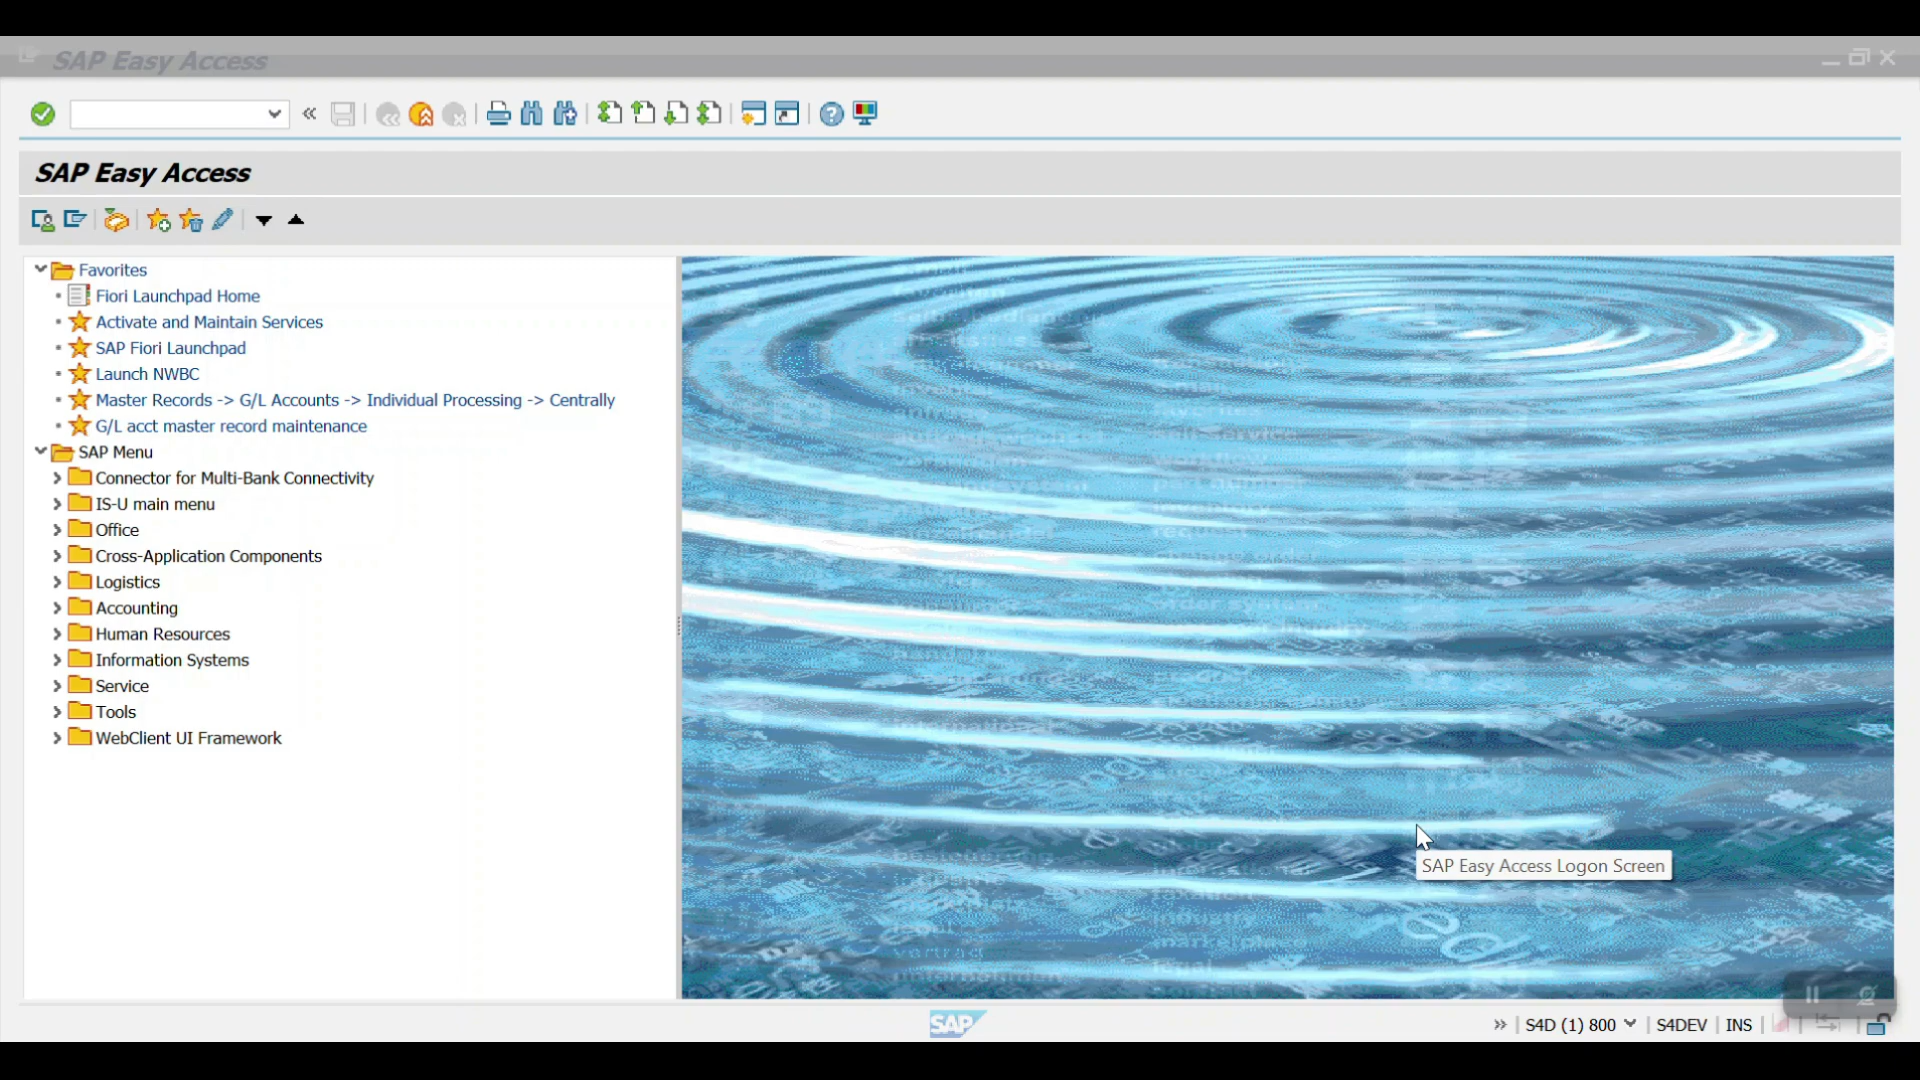 SAP Easy Access
SAP Easy Access
Favorites
Fiori Launchpad Home
Activate and Maintain Services
SAP Fiori Launchpad
Launch NWBC
Master Records -> G/L Accounts -> Individual Processing -> Centrally
G/L acct master record maintenance
SAP Menu
Connector for Multi-Bank Connectivity
IS-U main menu
Office
Cross-Application Components
Logistics
Accounting
Human Resources
Information Systems
Service
Tools
WebClient UI Framework
SAP Easy Access Logon Screen
SAP
S4D (1) 800
S4DEV
INS